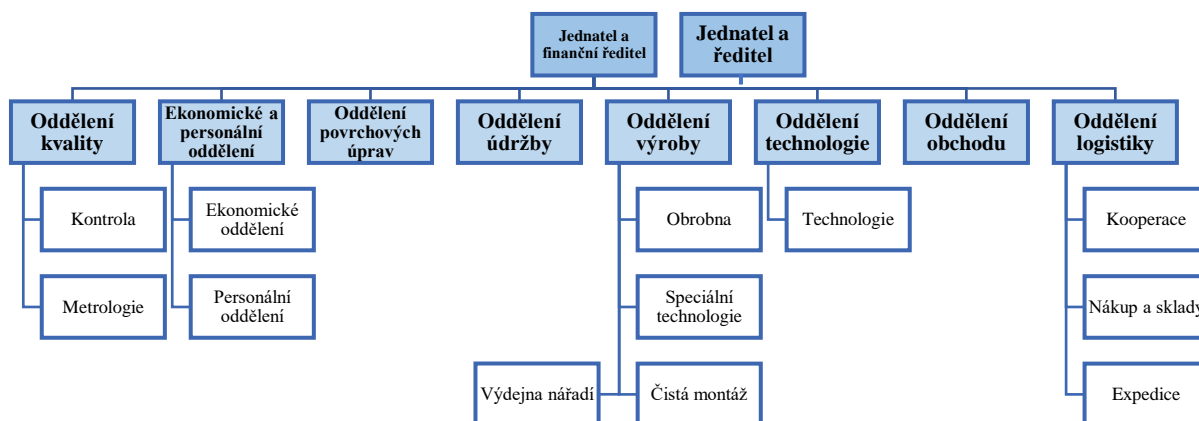 Jednatel a
finanční ředitel
Jednatel a
ředitel
Oddělení
kvality
Ekonomické a
personální
oddělení
Oddělení
povrchových
úprav
Oddělení
údržby
Oddělení
výroby
Oddělení
technologie
Oddělení
obchodu
Oddělení
logistiky
Kontrola
Ekonomické
oddělení
Obrobna
Technologie
Kooperace
Metrologie
Personální
oddělení
Speciální
technologie
Nákup a sklady
Výdejna nářadí
Čistá montáž
Expedice